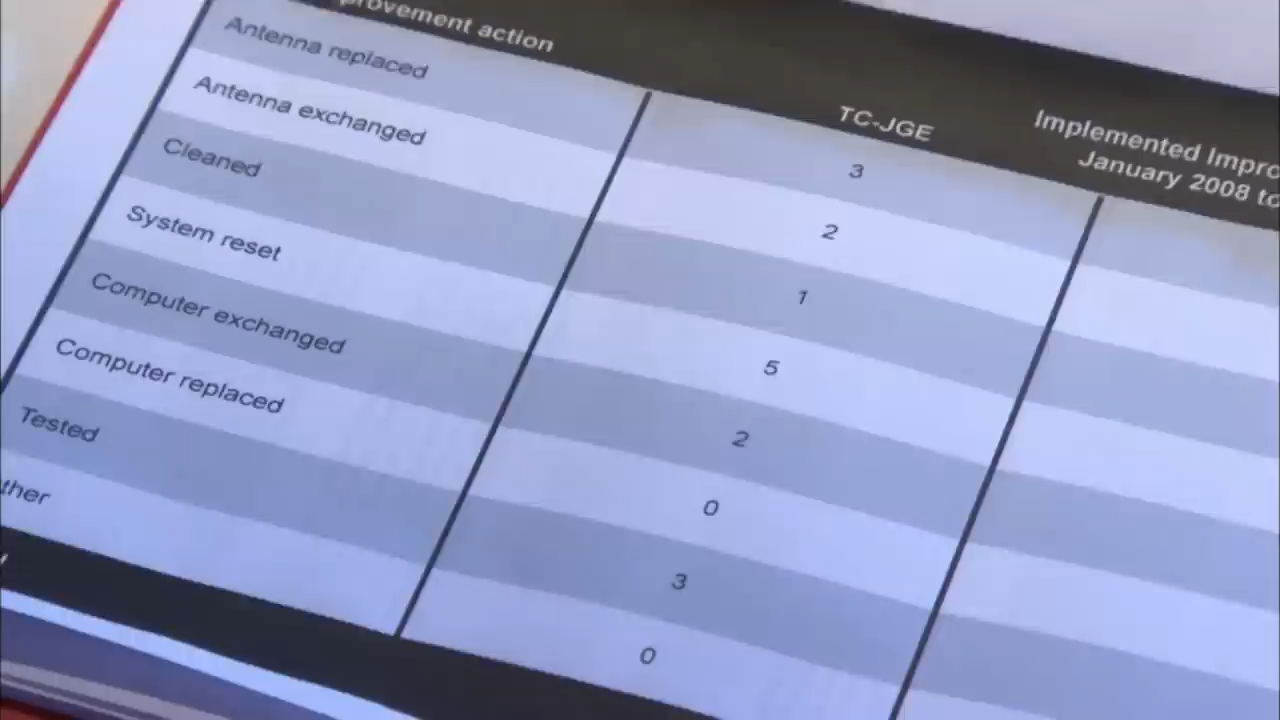 provement action
TC-JGE
Implemented Impro
January 2008 to
Antenna replaced 3
Antenna exchanged 2
Cleaned 1
System reset 5
Computer exchanged 2
Computer replaced 0
Tested 3
ther 0